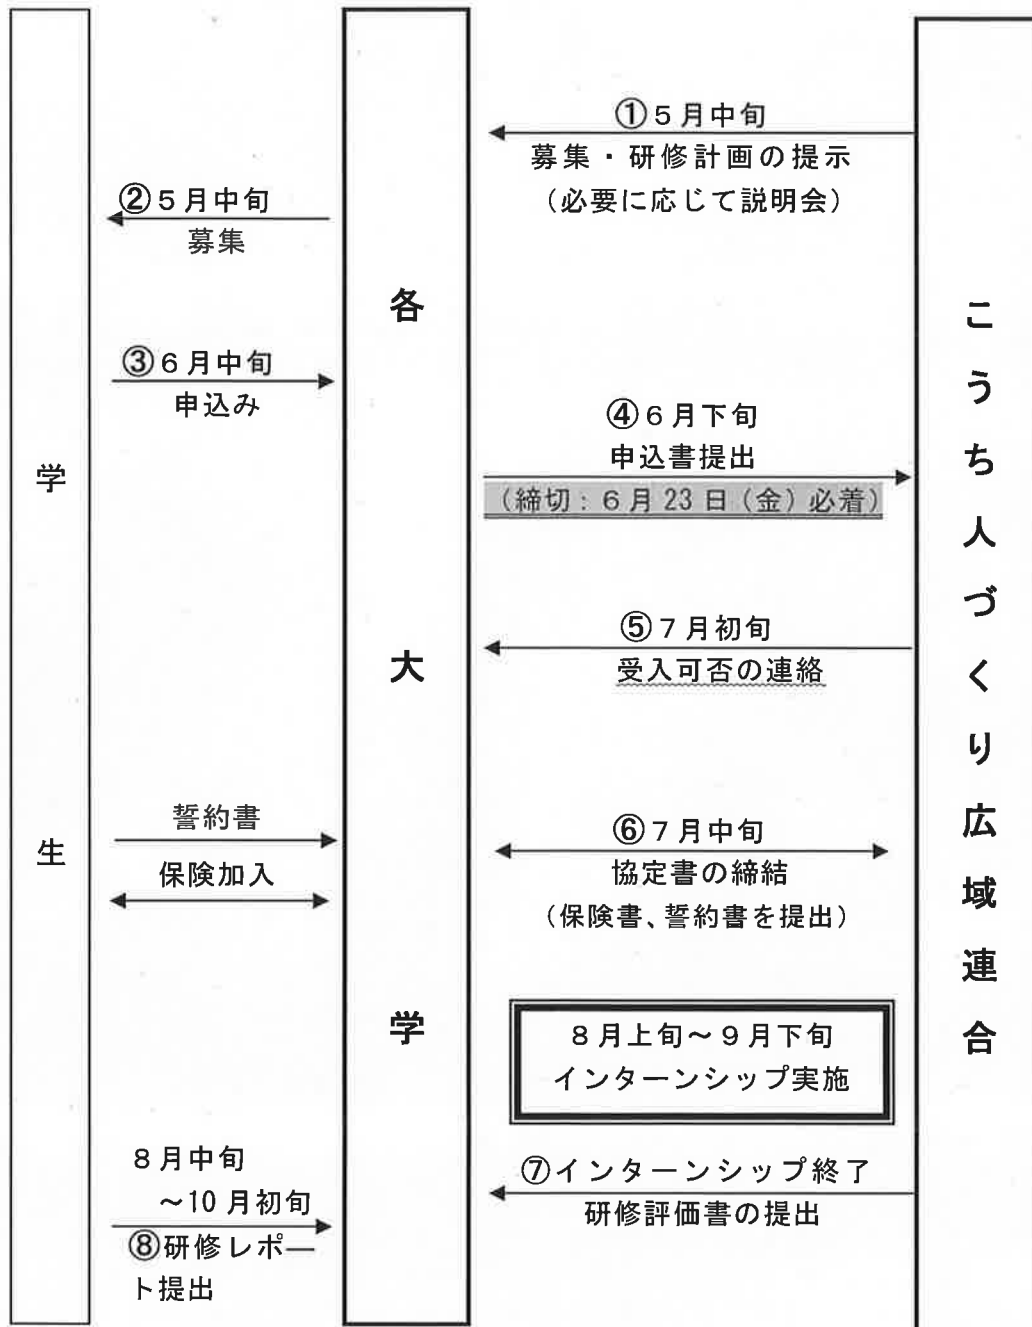 学生
各大学
こうち人づくり広域連合
①5月中旬
募集・研修計画の提示
(必要に応じて説明会)
②5月中旬
募集
③6月中旬
申込み
④6月下旬
申込書提出
(締切:6月23日(金)必着)
⑤7月初旬
受入可否の連絡
誓約書
保険加入
⑥7月中旬
協定書の締結
(保険書、誓約書を提出)
8月上旬~9月下旬
インターンシップ実施
⑦インターンシップ終了
研修評価書の提出
8月中旬
~10月初旬
⑧研修レポー
ト提出